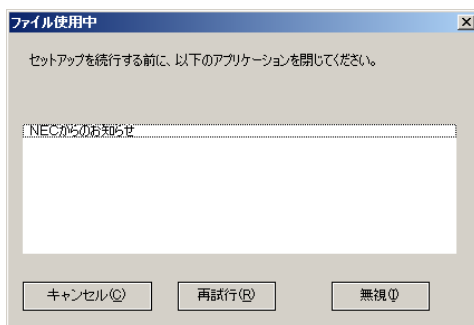 ファイル使用中
セットアップを続行する前に、以下のアプリケーションを閉じてください。
NECからのお知らせ
キャンセル(C)
再試行(R)
無視(I)